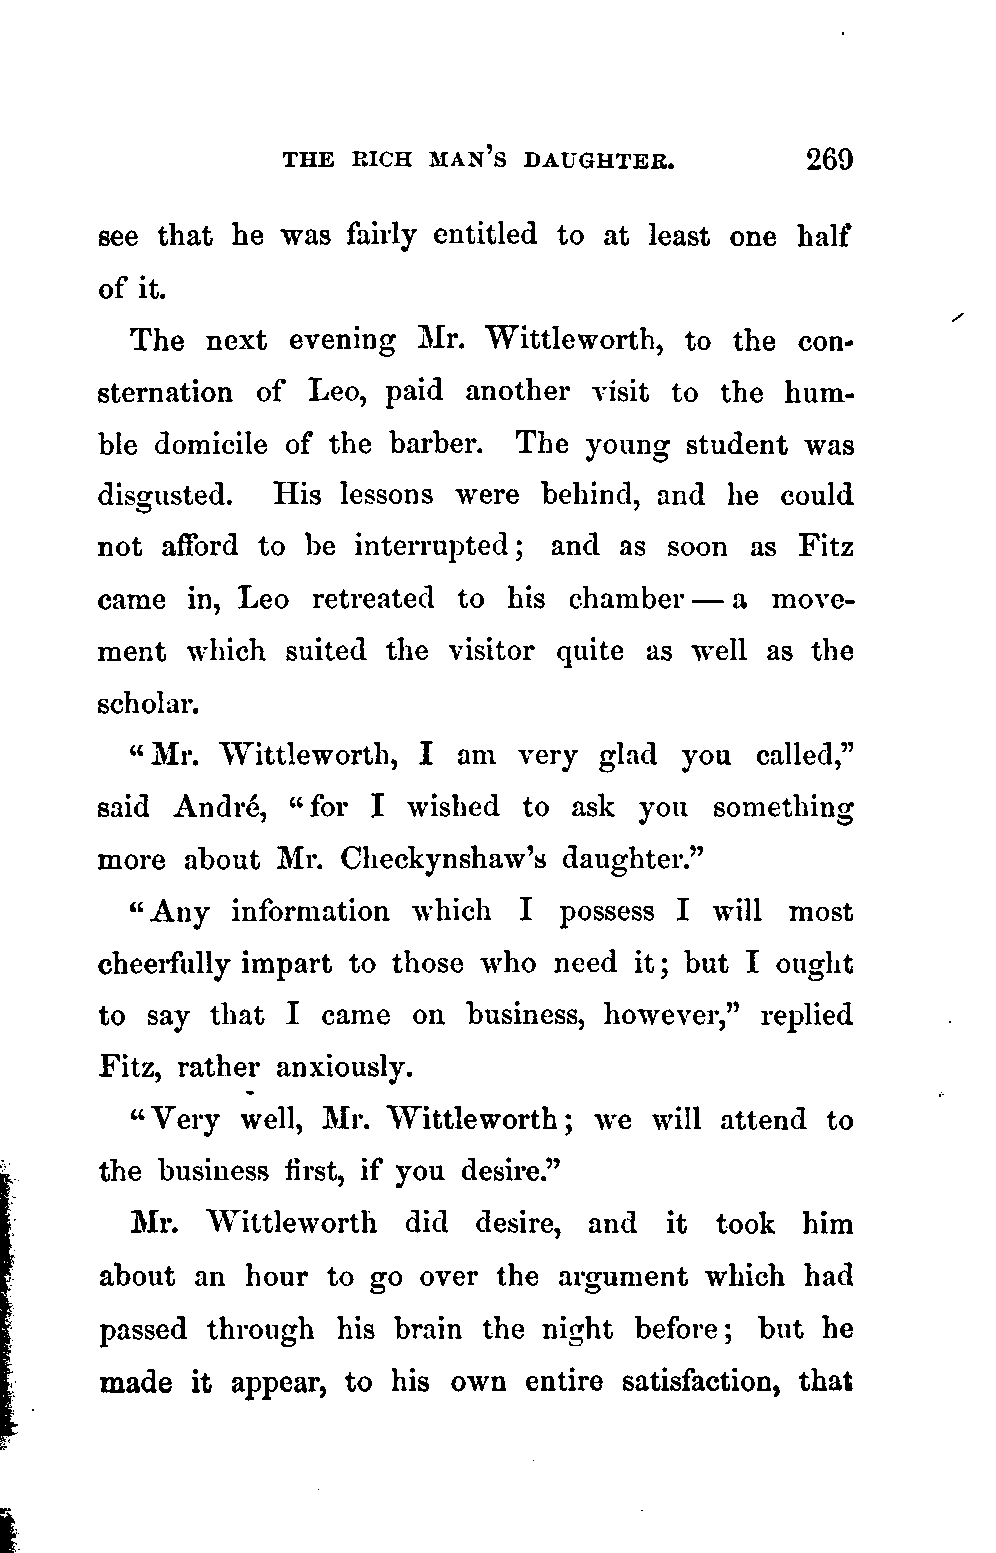 THE RICH MAN'S DAUGHTER. 269
see that he was fairly entitled to at least one half
of it.
The next evening Mr. Wittleworth, to the con-
sternation of Leo, paid another visit to the hum-
ble domicile of the barber. The young student was
disgusted. His lessons were behind, and he could
not afford to be interrupted; and as soon as Fitz
came in, Leo retreated to his chamber — a move-
ment which suited the visitor quite as well as the
scholar.
"Mr. Wittleworth, I am very glad you called,"
said André, "for I wished to ask you something
more about Mr. Checkynshaw's daughter."
"Any information which I possess I will most
cheerfully impart to those who need it; but I ought
to say that I came on business, however," replied
Fitz, rather anxiously.
"Very well, Mr. Wittleworth; we will attend to
the business first, if you desire."
Mr. Wittleworth did desire, and it took him
about an hour to go over the argument which had
passed through his brain the night before; but he
made it appear, to his own entire satisfaction, that